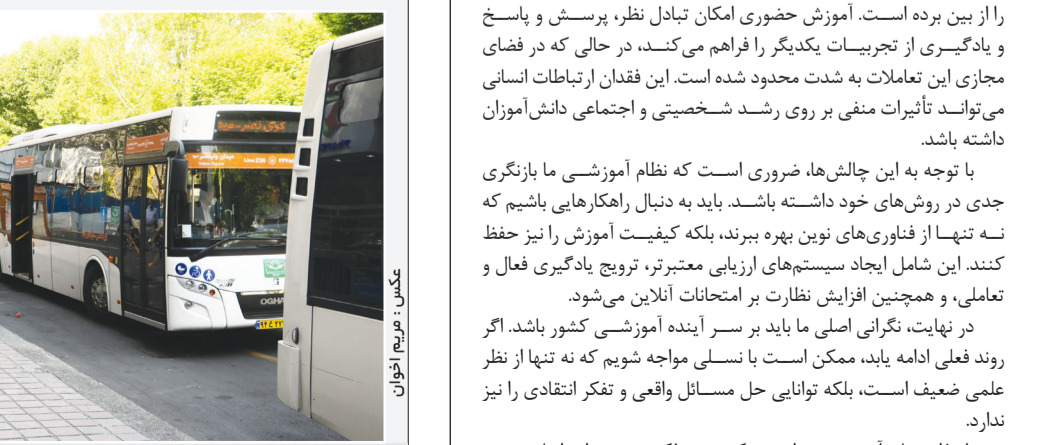 را از بین برده است. آموزش حضوری امکان تبادل نظر، پرسش و پاسخ
و یادگیری از تجربیات یکدیگر را فراهم می‌کند، در حالی که در فضای
مجازی این تعاملات به شدت محدود شده است. این فقدان ارتباطات انسانی
می‌تواند تأثیرات منفی بر روی رشد شخصیتی و اجتماعی دانش‌آموزان
داشته باشد.
با توجه به این چالش‌ها، ضروری است که نظام آموزشی ما بازنگری
جدی در روش‌های خود داشته باشد. باید به دنبال راهکارهایی باشیم که
نه تنها از فناوری‌های نوین بهره ببرند، بلکه کیفیت آموزش را نیز حفظ
کنند. این شامل ایجاد سیستم‌های ارزیابی معتبرتر، ترویج یادگیری فعال و
تعاملی، و همچنین افزایش نظارت بر امتحانات آنلاین می‌شود.
در نهایت، نگرانی اصلی ما باید بر سر آینده آموزشی کشور باشد. اگر
روند فعلی ادامه یابد، ممکن است با نسلی مواجه شویم که نه تنها از نظر
علمی ضعیف است، بلکه توانایی حل مسائل واقعی و تفکر انتقادی را نیز
ندارد.
کوی نصر
Line 236
OGHA
عکس : مریم اخوان